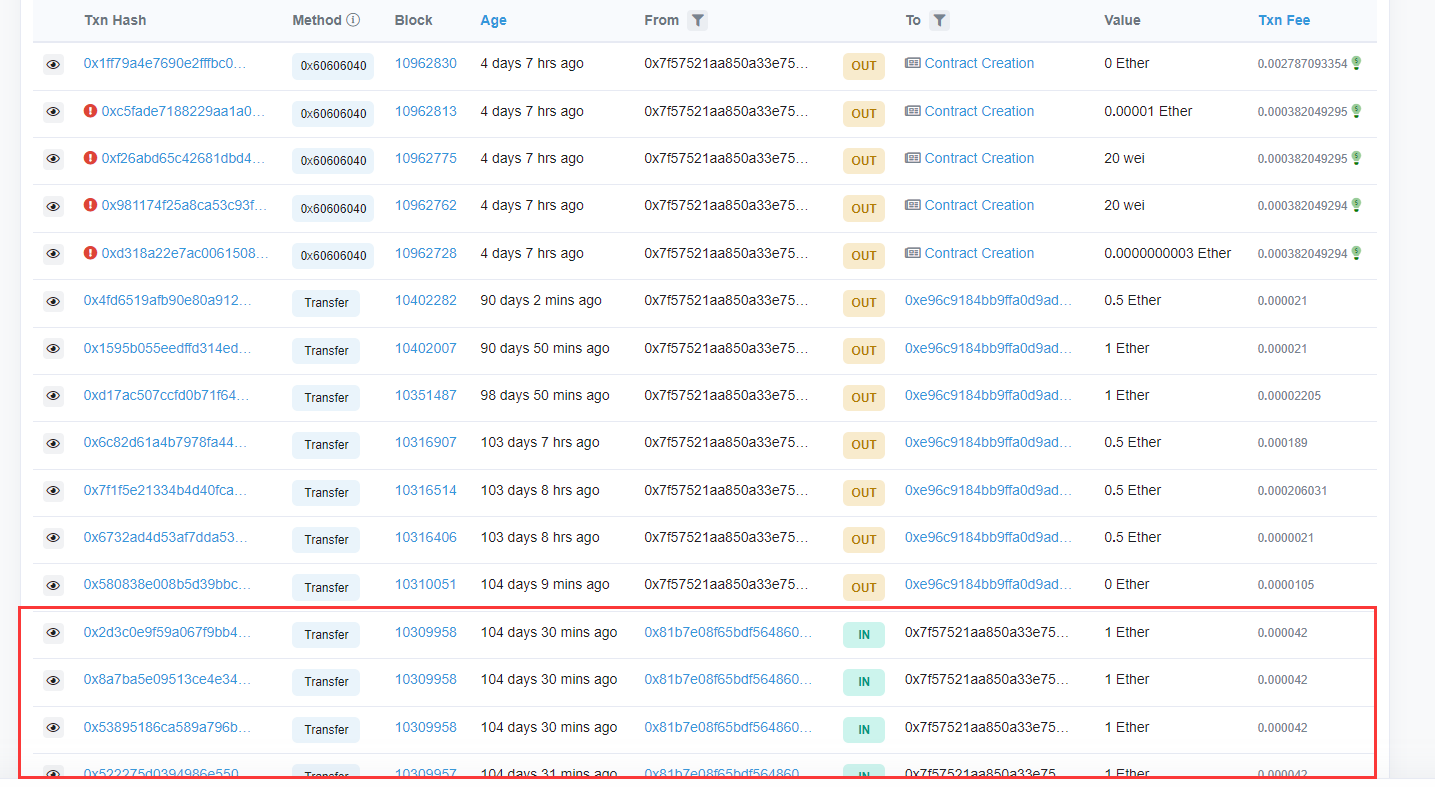 Txn Hash Method Block Age From To Value Txn Fee
0x1ff79a4e7690e2fffbc0... 0x60606040 10962830 4 days 7 hrs ago 0x7f57521aa850a33e75... OUT Contract Creation 0 Ether 0.002787093354
0xc5fade7188229aa1a0... 0x60606040 10962813 4 days 7 hrs ago 0x7f57521aa850a33e75... OUT Contract Creation 0.00001 Ether 0.000382049295
0xf26abd65c42681dbd4... 0x60606040 10962775 4 days 7 hrs ago 0x7f57521aa850a33e75... OUT Contract Creation 20 wei 0.000382049295
0x981174f25a8ca53c93f... 0x60606040 10962762 4 days 7 hrs ago 0x7f57521aa850a33e75... OUT Contract Creation 20 wei 0.000382049294
0xd318a22e7ac0061508... 0x60606040 10962728 4 days 7 hrs ago 0x7f57521aa850a33e75... OUT Contract Creation 0.0000000003 Ether 0.000382049294
0x4fd6519afb90e80a912... Transfer 10402282 90 days 2 mins ago 0x7f57521aa850a33e75... OUT 0xe96c9184bb9ffa0d9ad... 0.5 Ether 0.000021
0x1595b055eedffd314ed... Transfer 10402007 90 days 50 mins ago 0x7f57521aa850a33e75... OUT 0xe96c9184bb9ffa0d9ad... 1 Ether 0.000021
0xd17ac507ccfd0b71f64... Transfer 10351487 98 days 50 mins ago 0x7f57521aa850a33e75... OUT 0xe96c9184bb9ffa0d9ad... 1 Ether 0.00002205
0x6c82d61a4b7978fa44... Transfer 10316907 103 days 7 hrs ago 0x7f57521aa850a33e75... OUT 0xe96c9184bb9ffa0d9ad... 0.5 Ether 0.000189
0x7f1f5e21334b4d40fca... Transfer 10316514 103 days 8 hrs ago 0x7f57521aa850a33e75... OUT 0xe96c9184bb9ffa0d9ad... 0.5 Ether 0.000206031
0x6732ad4d53af7dda53... Transfer 10316406 103 days 8 hrs ago 0x7f57521aa850a33e75... OUT 0xe96c9184bb9ffa0d9ad... 0.5 Ether 0.0000021
0x580838e008b5d39bbc... Transfer 10310051 104 days 9 mins ago 0x7f57521aa850a33e75... OUT 0xe96c9184bb9ffa0d9ad... 0 Ether 0.0000105
0x2d3c0e9f59a067f9bb4... Transfer 10309958 104 days 30 mins ago 0x81b7e08f65bdf564860... IN 0x7f57521aa850a33e75... 1 Ether 0.000042
0x8a7ba5e09513ce4e34... Transfer 10309958 104 days 30 mins ago 0x81b7e08f65bdf564860... IN 0x7f57521aa850a33e75... 1 Ether 0.000042
0x53895186ca589a796b... Transfer 10309958 104 days 30 mins ago 0x81b7e08f65bdf564860... IN 0x7f57521aa850a33e75... 1 Ether 0.000042
0x522275d0394986e550... Transfer 10309957 104 days 31 mins ago 0x81b7e08f65bdf564860... IN 0x7f57521aa850a33e75... 1 Ether 0.000042